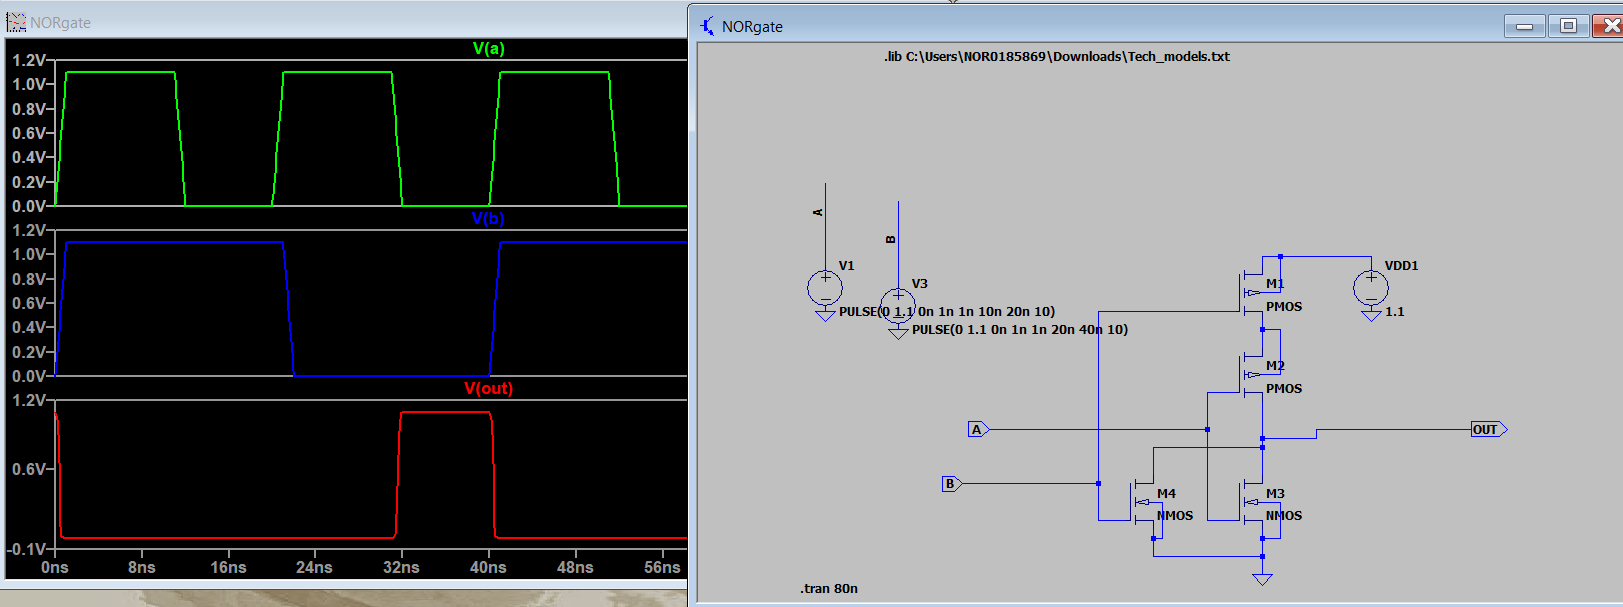 NORgate
V(a)
1.2V
1.0V
0.8V
0.6V
0.4V
0.2V
0.0V
V(b)
1.2V
1.0V
0.8V
0.6V
0.4V
0.2V
0.0V
V(out)
1.2V
0.6V
-0.1V
0ns 8ns 16ns 24ns 32ns 40ns 48ns 56ns
NORgate
.lib C:\Users\NOR0185869\Downloads\Tech_models.txt
A
V1
PULSE(0 1.1 0n 1n 1n 10n 20n 10)
B
V3
PULSE(0 1.1 0n 1n 1n 20n 40n 10)
M1
PMOS
VDD1
1.1
M2
PMOS
A
OUT
B
M4
NMOS
M3
NMOS
.tran 80n